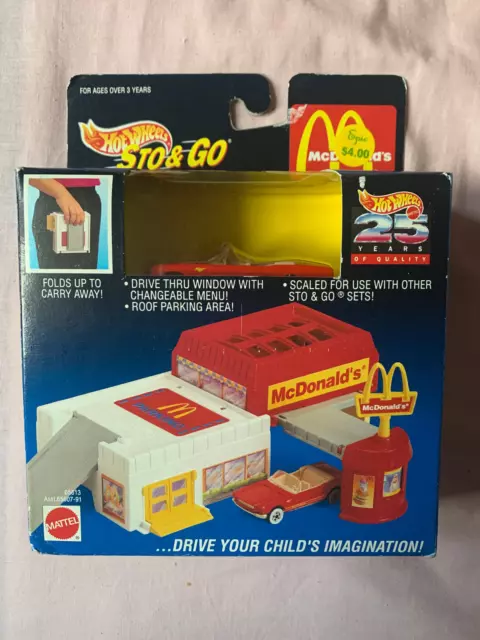 FOR AGES OVER 3 YEARS
Hot Wheels
STO & GO
McD
d's
Epic
$4.00
Hot Wheels
25
YEARS
OF QUALITY
FOLDS UP TO
CARRY AWAY!
• DRIVE THRU WINDOW WITH
CHANGEABLE MENU!
• ROOF PARKING AREA!
• SCALED FOR USE WITH OTHER
STO & GO® SETS!
McDonald's®
McDonald's
MATTEL
...DRIVE YOUR CHILD'S IMAGINATION!